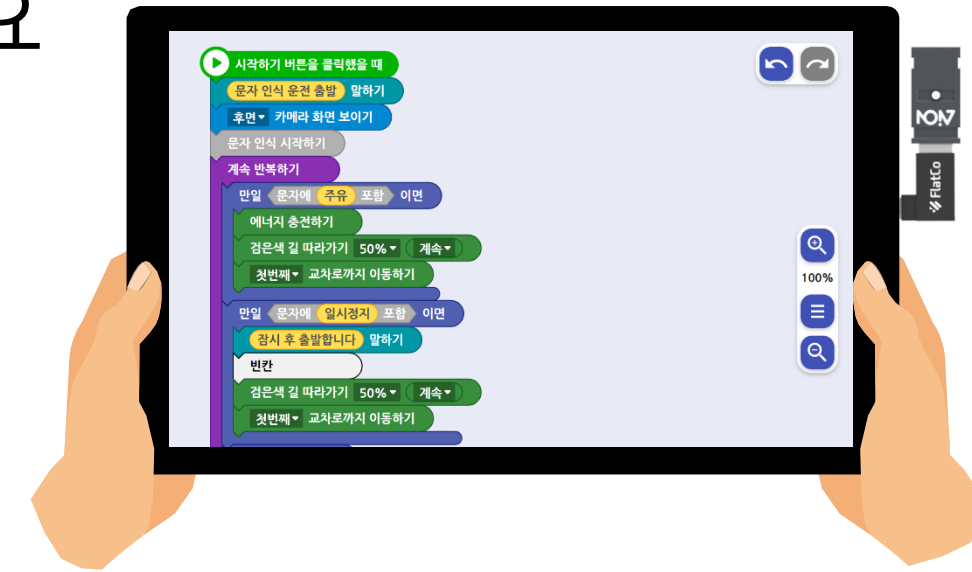 요
시작하기 버튼을 클릭했을 때
문자 인식 운전 출발 말하기
후면 카메라 화면 보이기
문자 인식 시작하기
계속 반복하기
만일 문자에 주유 포함 이면
에너지 충전하기
검은색 길 따라가기 50% 계속
첫번째 교차로까지 이동하기
만일 문자에 일시정지 포함 이면
잠시 후 출발합니다 말하기
빈칸
검은색 길 따라가기 50% 계속
첫번째 교차로까지 이동하기
100%
FlatCo